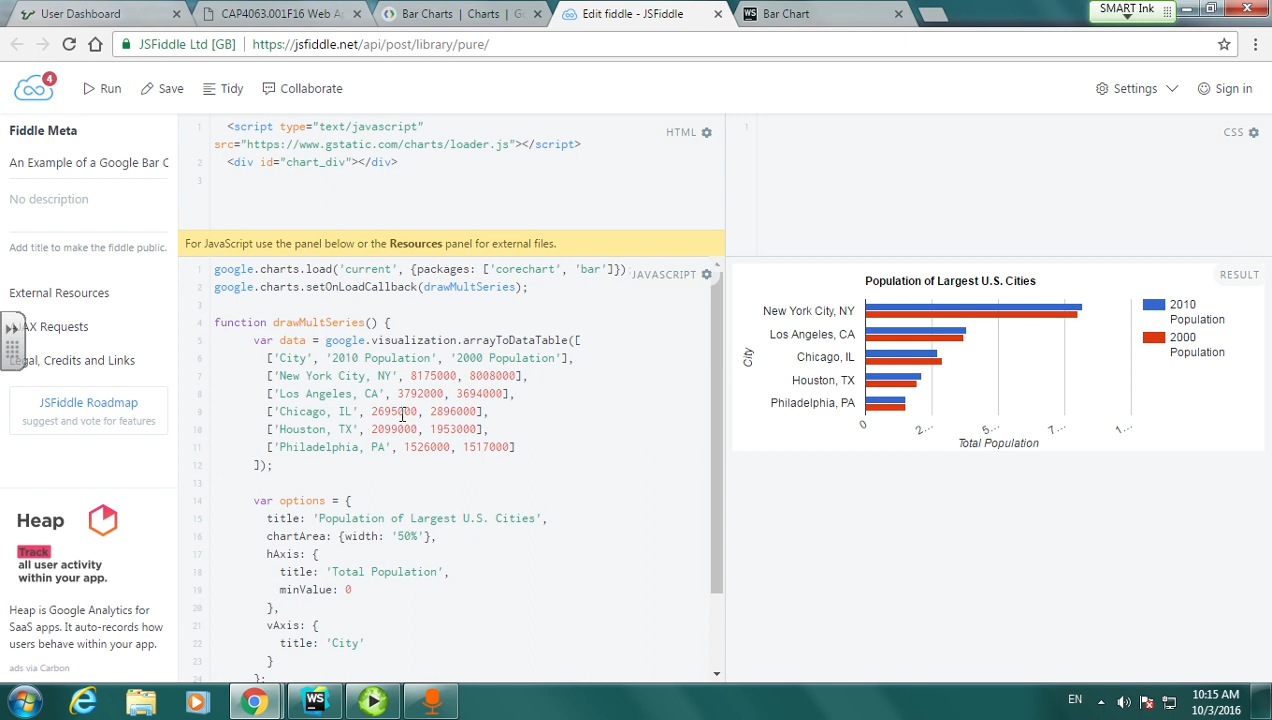 User Dashboard
CAP4063.001F16 Web A
Bar Charts | Charts | G
Edit fiddle - JSFiddle
WS
Bar Chart
SMART Ink
JSFiddle Ltd [GB]
https://jsfiddle.net/api/post/library/pure/
4
Run
Save
Tidy
Collaborate
Settings
Sign in
Fiddle Meta
An Example of a Google Bar C
No description
Add title to make the fiddle public.
External Resources
AX Requests
egal, Credits and Links
JSFiddle Roadmap
suggest and vote for features
Heap
Track
all user activity
within your app.
Heap is Google Analytics for
SaaS apps. It auto-records how
users behave within your app.
ads via Carbon
HTML
1 <script type="text/javascript"
src="https://www.gstatic.com/charts/loader.js"></script>
2 <div id="chart_div"></div>
3
1
CSS
For JavaScript use the panel below or the Resources panel for external files.
JAVASCRIPT
1 google.charts.load('current', {packages: ['corechart', 'bar']})
2 google.charts.setOnLoadCallback(drawMultSeries);
3
4 function drawMultSeries() {
5 var data = google.visualization.arrayToDataTable([
6 ['City', '2010 Population', '2000 Population'],
7 ['New York City, NY', 8175000, 8008000],
8 ['Los Angeles, CA', 3792000, 3694000],
9 ['Chicago, IL', 2695000, 2896000],
10 ['Houston, TX', 2099000, 1953000],
11 ['Philadelphia, PA', 1526000, 1517000]
12 ]);
13
14 var options = {
15 title: 'Population of Largest U.S. Cities',
16 chartArea: {width: '50%'},
17 hAxis: {
18 title: 'Total Population',
19 minValue: 0
20 },
21 vAxis: {
22 title: 'City'
23 }
24 };
RESULT
Population of Largest U.S. Cities
New York City, NY
Los Angeles, CA
Chicago, IL
Houston, TX
Philadelphia, PA
City
0 2… 5… 7… 1…
Total Population
2010
Population
2000
Population
WS
EN
10:15 AM
10/3/2016